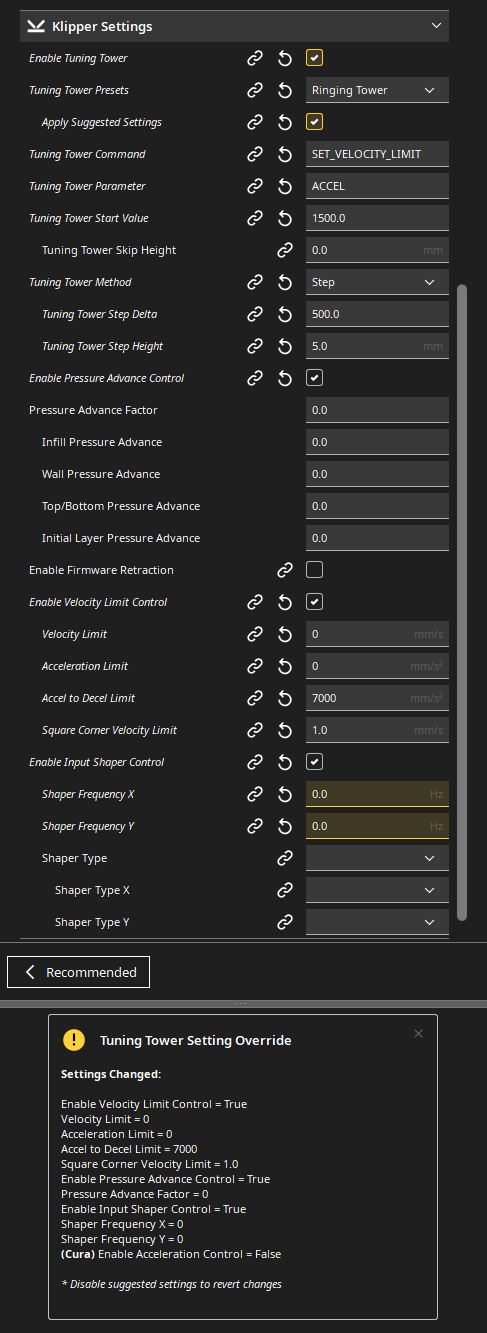 Klipper Settings
Enable Tuning Tower
Tuning Tower Presets Ringing Tower
Apply Suggested Settings
Tuning Tower Command SET_VELOCITY_LIMIT
Tuning Tower Parameter ACCEL
Tuning Tower Start Value 1500.0
Tuning Tower Skip Height 0.0 mm
Tuning Tower Method Step
Tuning Tower Step Delta 500.0
Tuning Tower Step Height 5.0 mm
Enable Pressure Advance Control
Pressure Advance Factor 0.0
Infill Pressure Advance 0.0
Wall Pressure Advance 0.0
Top/Bottom Pressure Advance 0.0
Initial Layer Pressure Advance 0.0
Enable Firmware Retraction
Enable Velocity Limit Control
Velocity Limit 0 mm/s
Acceleration Limit 0 mm/s²
Accel to Decel Limit 7000 mm/s²
Square Corner Velocity Limit 1.0 mm/s
Enable Input Shaper Control
Shaper Frequency X 0.0 Hz
Shaper Frequency Y 0.0 Hz
Shaper Type
Shaper Type X
Shaper Type Y
Recommended
Tuning Tower Setting Override
Settings Changed:
Enable Velocity Limit Control = True
Velocity Limit = 0
Acceleration Limit = 0
Accel to Decel Limit = 7000
Square Corner Velocity Limit = 1.0
Enable Pressure Advance Control = True
Pressure Advance Factor = 0
Enable Input Shaper Control = True
Shaper Frequency X = 0
Shaper Frequency Y = 0
(Cura) Enable Acceleration Control = False
* Disable suggested settings to revert changes